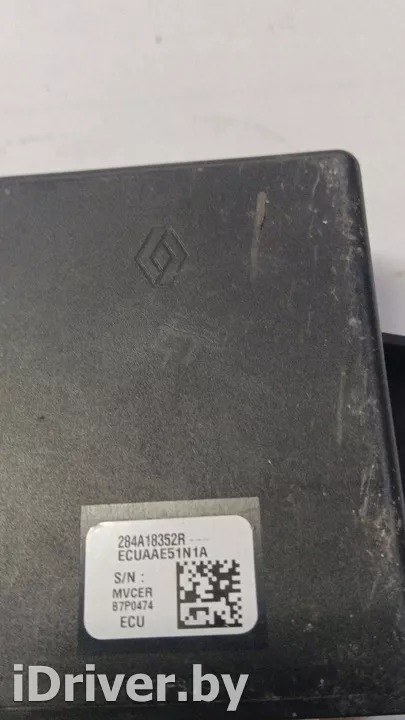 284A18352R
ECUAAE51N1A
S/N :
MVCER
B7P0474
ECU
iDriver.by